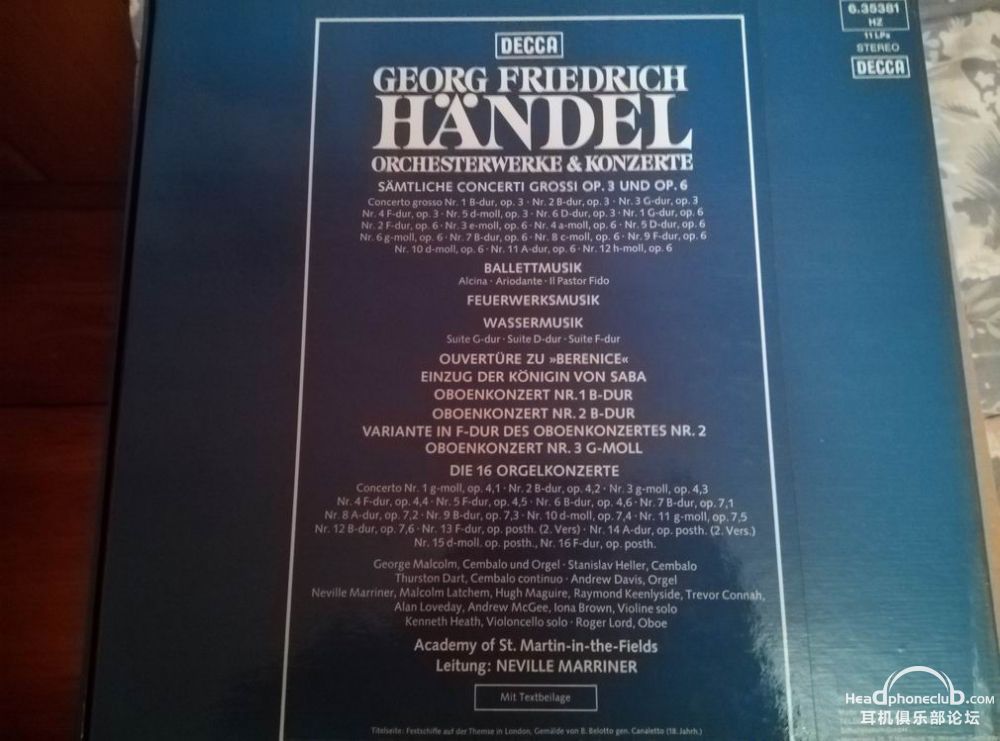 6.35381
HZ
11 LPs
STEREO
DECCA
DECCA
GEORG FRIEDRICH
HÄNDEL
ORCHESTERWERKE & KONZERTE
SÄMTLICHE CONCERTI GROSSI OP. 3 UND OP. 6
Concerto grosso Nr. 1 B-dur, op. 3 · Nr. 2 B-dur, op. 3 · Nr. 3 G-dur, op. 3
Nr. 4 F-dur, op. 3 · Nr. 5 d-moll, op. 3 · Nr. 6 D-dur, op. 3 · Nr. 1 G-dur, op. 6
Nr. 2 F-dur, op. 6 · Nr. 3 e-moll, op. 6 · Nr. 4 a-moll, op. 6 · Nr. 5 D-dur, op. 6
Nr. 6 g-moll, op. 6 · Nr. 7 B-dur, op. 6 · Nr. 8 c-moll, op. 6 · Nr. 9 F-dur, op. 6
Nr. 10 d-moll, op. 6 · Nr. 11 A-dur, op. 6 · Nr. 12 h-moll, op. 6
BALLETTMUSIK
Alcina · Ariodante · Il Pastor Fido
FEUERWERKSMUSIK
WASSERMUSIK
Suite G-dur · Suite D-dur · Suite F-dur
OUVERTÜRE ZU »BERENICE«
EINZUG DER KÖNIGIN VON SABA
OBOENKONZERT NR. 1 B-DUR
OBOENKONZERT NR. 2 B-DUR
VARIANTE IN F-DUR DES OBOENKONZERTES NR. 2
OBOENKONZERT NR. 3 G-MOLL
DIE 16 ORGELKONZERTE
Concerto Nr. 1 g-moll, op. 4,1 · Nr. 2 B-dur, op. 4,2 · Nr. 3 g-moll, op. 4,3
Nr. 4 F-dur, op. 4,4 · Nr. 5 F-dur, op. 4,5 · Nr. 6 B-dur, op. 4,6 · Nr. 7 B-dur, op. 7,1
Nr. 8 A-dur, op. 7,2 · Nr. 9 B-dur, op. 7,3 · Nr. 10 d-moll, op. 7,4 · Nr. 11 g-moll, op. 7,5
Nr. 12 B-dur, op. 7,6 · Nr. 13 F-dur, op. posth. (2. Vers) · Nr. 14 A-dur, op. posth. (2. Vers.)
Nr. 15 d-moll. op. posth., Nr. 16 F-dur, op. posth.
George Malcolm, Cembalo und Orgel · Stanislav Heller, Cembalo
Thurston Dart, Cembalo continuo · Andrew Davis, Orgel
Neville Marriner, Malcolm Latchem, Hugh Maguire, Raymond Keenlyside, Trevor Connah,
Alan Loveday, Andrew McGee, Iona Brown, Violine solo
Kenneth Heath, Violoncello solo · Roger Lord, Oboe
Academy of St. Martin-in-the-Fields
Leitung: NEVILLE MARRINER
Mit Textbeilage
Titelseite: Festschiffe auf der Themse in London, Gemälde von B. Belotto gen. Canaletto (18. Jahrh.)
Headphoneclub.com
耳机俱乐部论坛